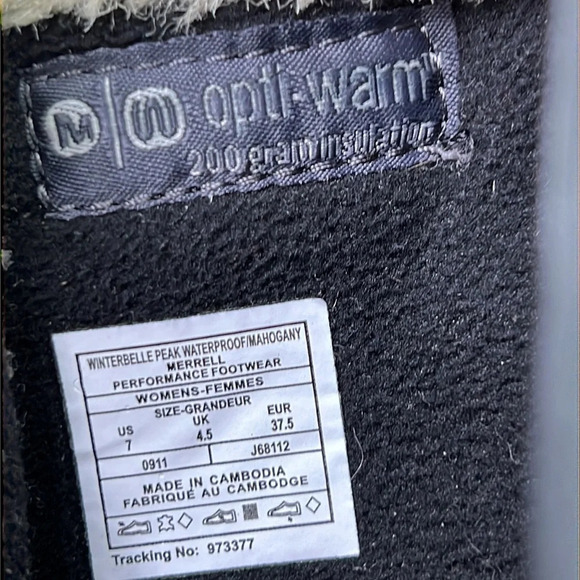 M opti-warm™
200 gram insulation
WINTERBELLE PEAK WATERPROOF/MAHOGANY
MERRELL
PERFORMANCE FOOTWEAR
WOMENS-FEMMES
SIZE-GRANDEUR
US UK EUR
7 4.5 37.5
0911 J68112
MADE IN CAMBODIA
FABRIQUÉ AU CAMBODGE
Tracking No: 973377